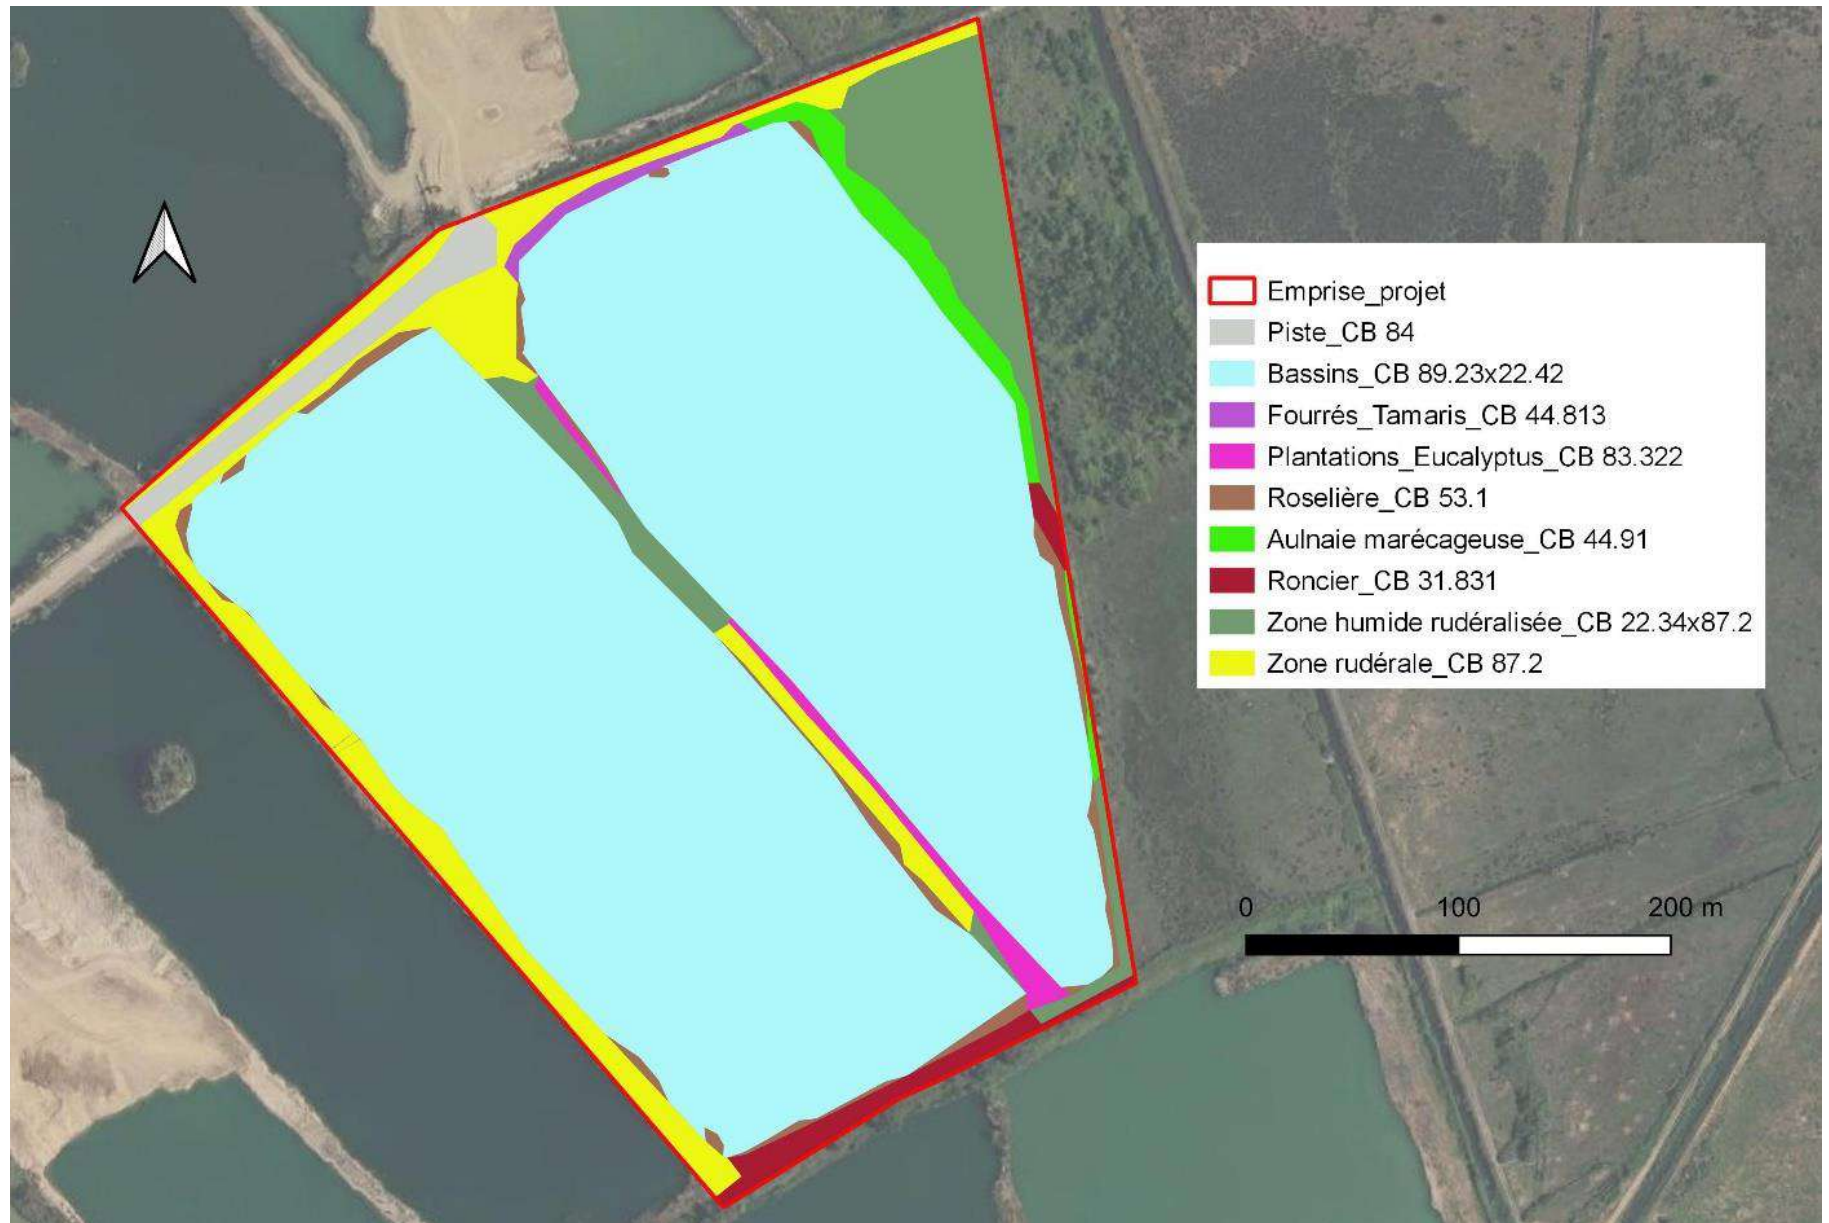 Emprise_projet
Piste_CB 84
Bassins_CB 89.23x22.42
Fourrés_Tamaris_CB 44.813
Plantations_Eucalyptus_CB 83.322
Roselière_CB 53.1
Aulnaie marécageuse_CB 44.91
Roncier_CB 31.831
Zone humide rudéralisée_CB 22.34x87.2
Zone rudérale_CB 87.2
0 100 200 m